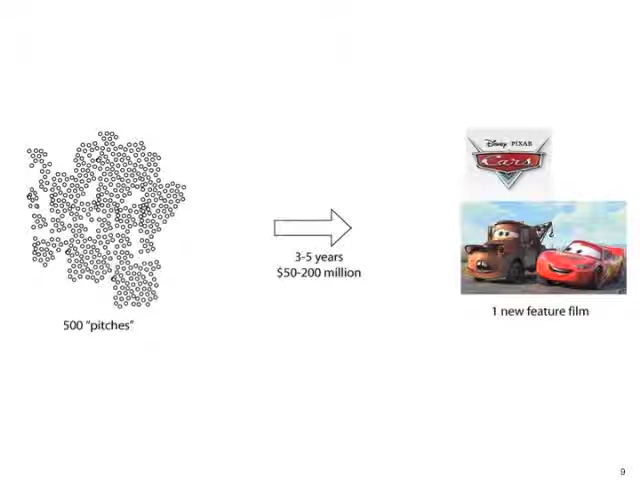 Disney PIXAR
Cars
3-5 years
$50-200 million
500 "pitches"
1 new feature film
9